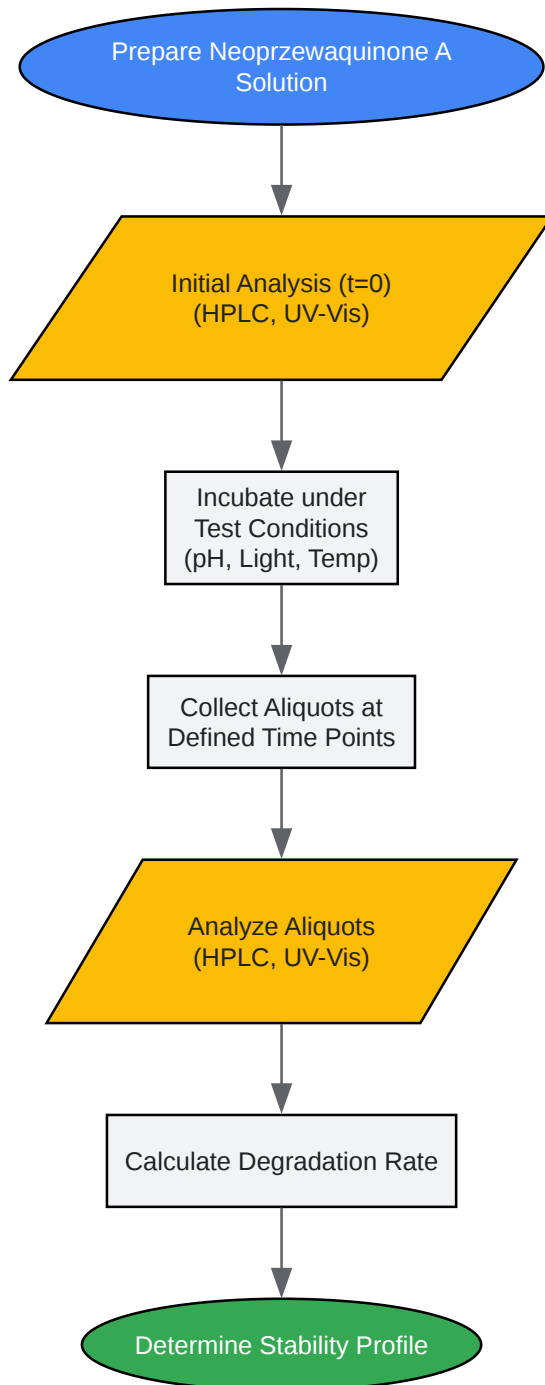 Prepare Neoprzewaquinone A
Solution
Initial Analysis (t=0)
(HPLC, UV-Vis)
Incubate under
Test Conditions
(pH, Light, Temp)
Collect Aliquots at
Defined Time Points
Analyze Aliquots
(HPLC, UV-Vis)
Calculate Degradation Rate
Determine Stability Profile